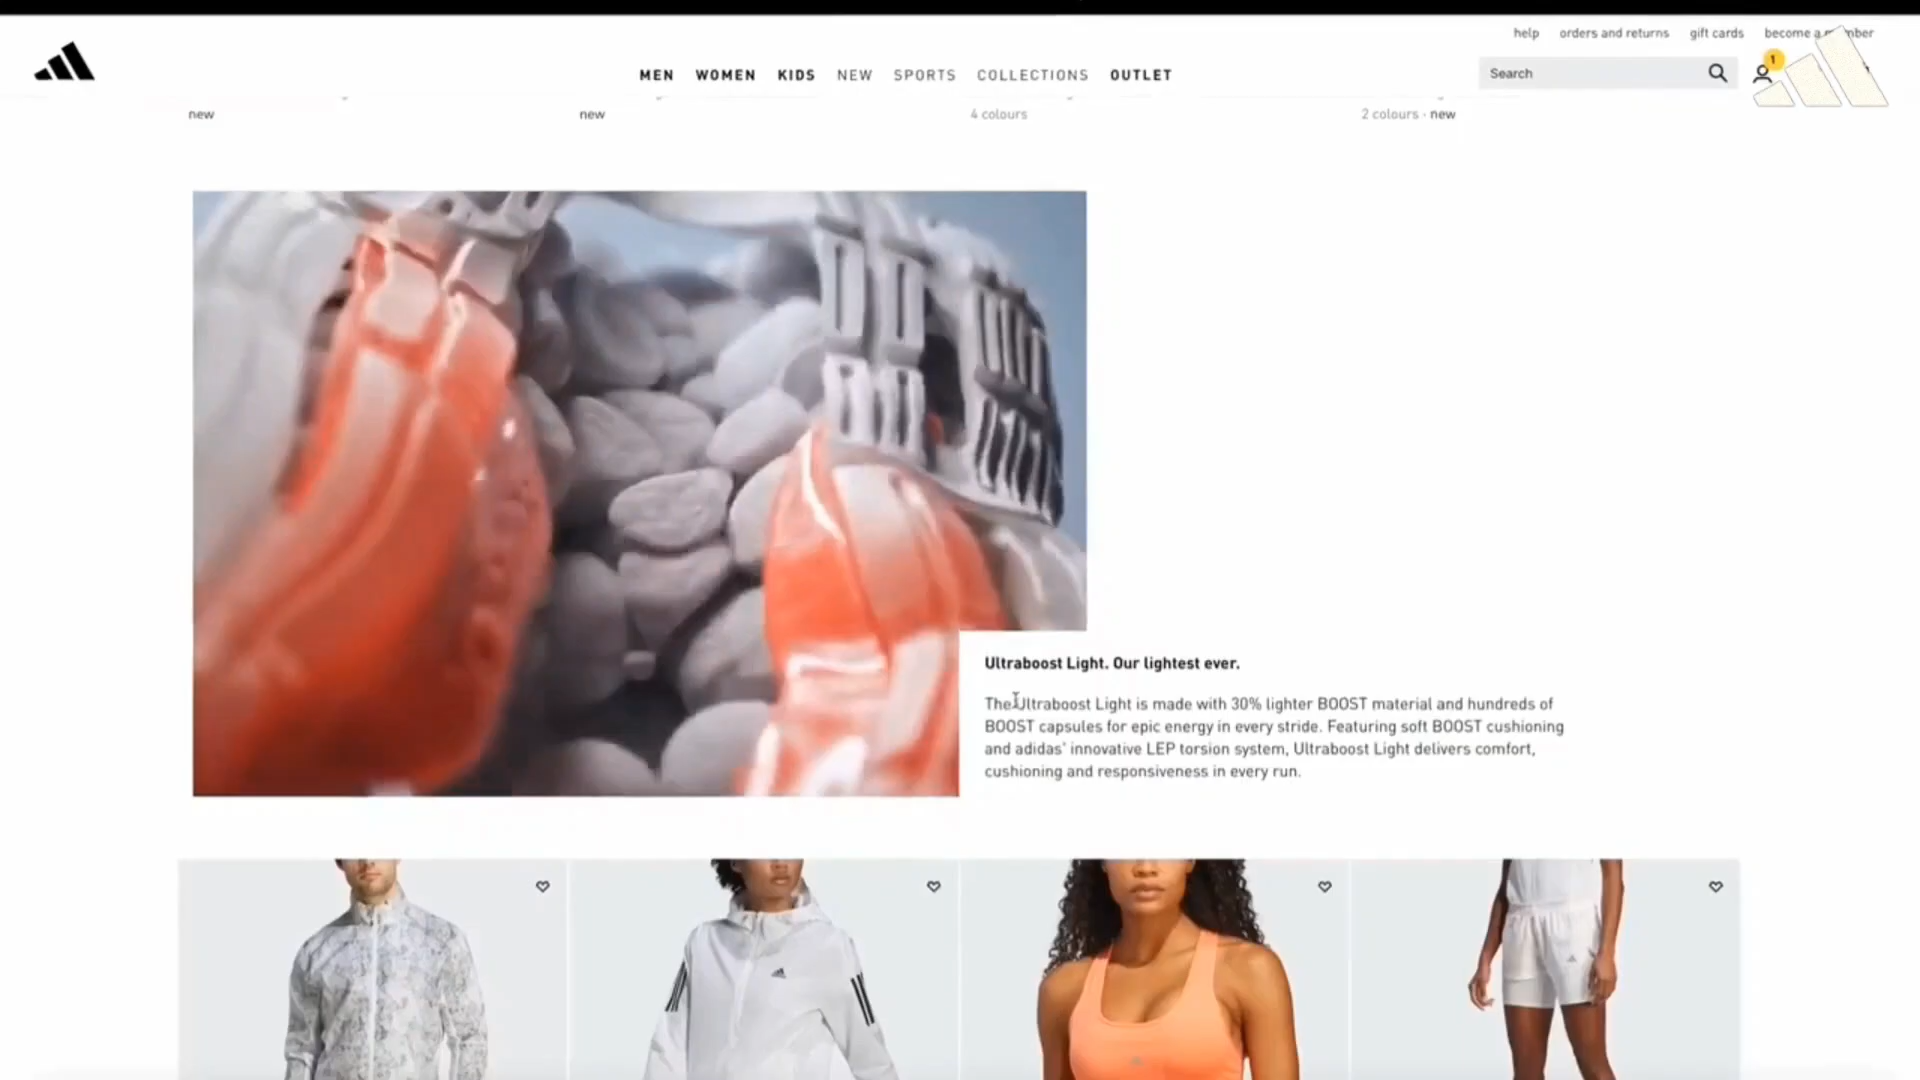 help orders and returns gift cards become a member
MEN WOMEN KIDS NEW SPORTS COLLECTIONS OUTLET
Search
1
new
new
4 colours
2 colours · new
Ultraboost Light. Our lightest ever.
The Ultraboost Light is made with 30% lighter BOOST material and hundreds of
BOOST capsules for epic energy in every stride. Featuring soft BOOST cushioning
and adidas' innovative LEP torsion system, Ultraboost Light delivers comfort,
cushioning and responsiveness in every run.